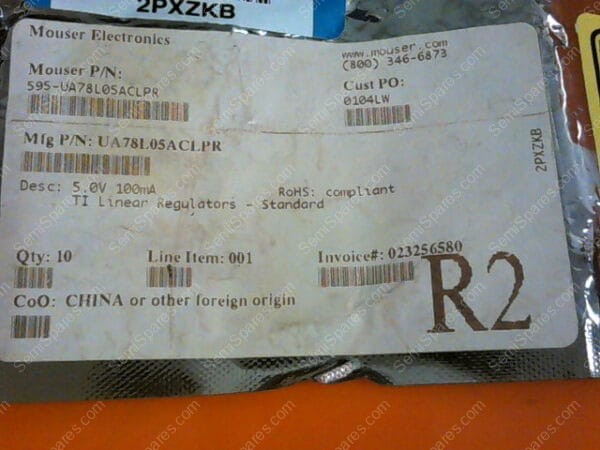 2PXZKB
Mouser Electronics
www.mouser.com
(800) 346-6873
Mouser P/N:
595-UA78L05ACLPR
Cust PO:
0104LW
Mfg P/N: UA78L05ACLPR
2PXZKB
Desc: 5.0V 100mA
RoHS: compliant
TI Linear Regulators - Standard
Qty: 10
Line Item: 001
Invoice#: 023256580
CoO: CHINA or other foreign origin
R2
SemiSpares.com